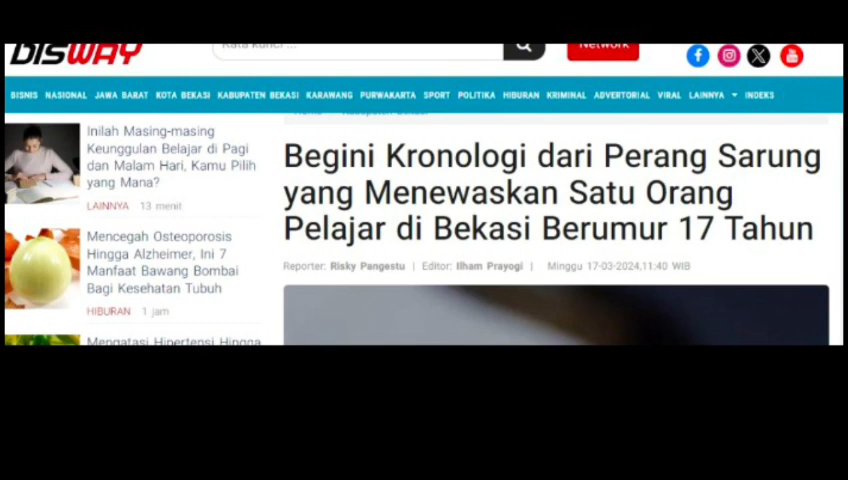 DISWAY
Kata kunci ...
Network
BISNIS NASIONAL JAWA BARAT KOTA BEKASI KABUPATEN BEKASI KARAWANG PURWAKARTA SPORT POLITIKA HIBURAN KRIMINAL ADVERTORIAL VIRAL LAINNYA INDEKS
Inilah Masing-masing
Keunggulan Belajar di Pagi
dan Malam Hari, Kamu Pilih
yang Mana?
LAINNYA 13 menit
Mencegah Osteoporosis
Hingga Alzheimer, Ini 7
Manfaat Bawang Bombai
Bagi Kesehatan Tubuh
HIBURAN 1 jam
Mengatasi Hipertensi Hingga
Begini Kronologi dari Perang Sarung
yang Menewaskan Satu Orang
Pelajar di Bekasi Berumur 17 Tahun
Reporter: Risky Pangestu | Editor: Ilham Prayogi | Minggu 17-03-2024,11:40 WIB